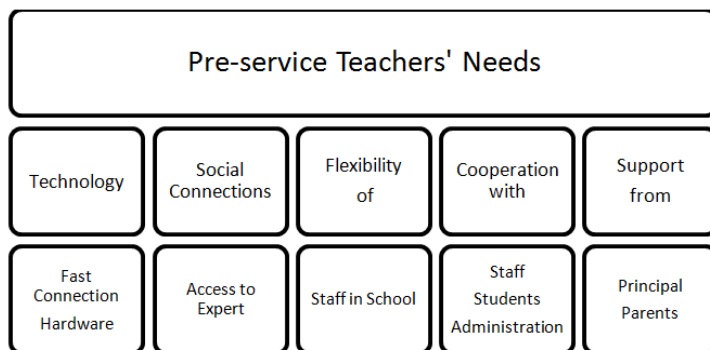 Pre-service Teachers' Needs
Technology
Social
Connections
Flexibility
of
Cooperation
with
Support
from
Fast
Connection
Hardware
Access to
Expert
Staff in School
Staff
Students
Administration
Principal
Parents